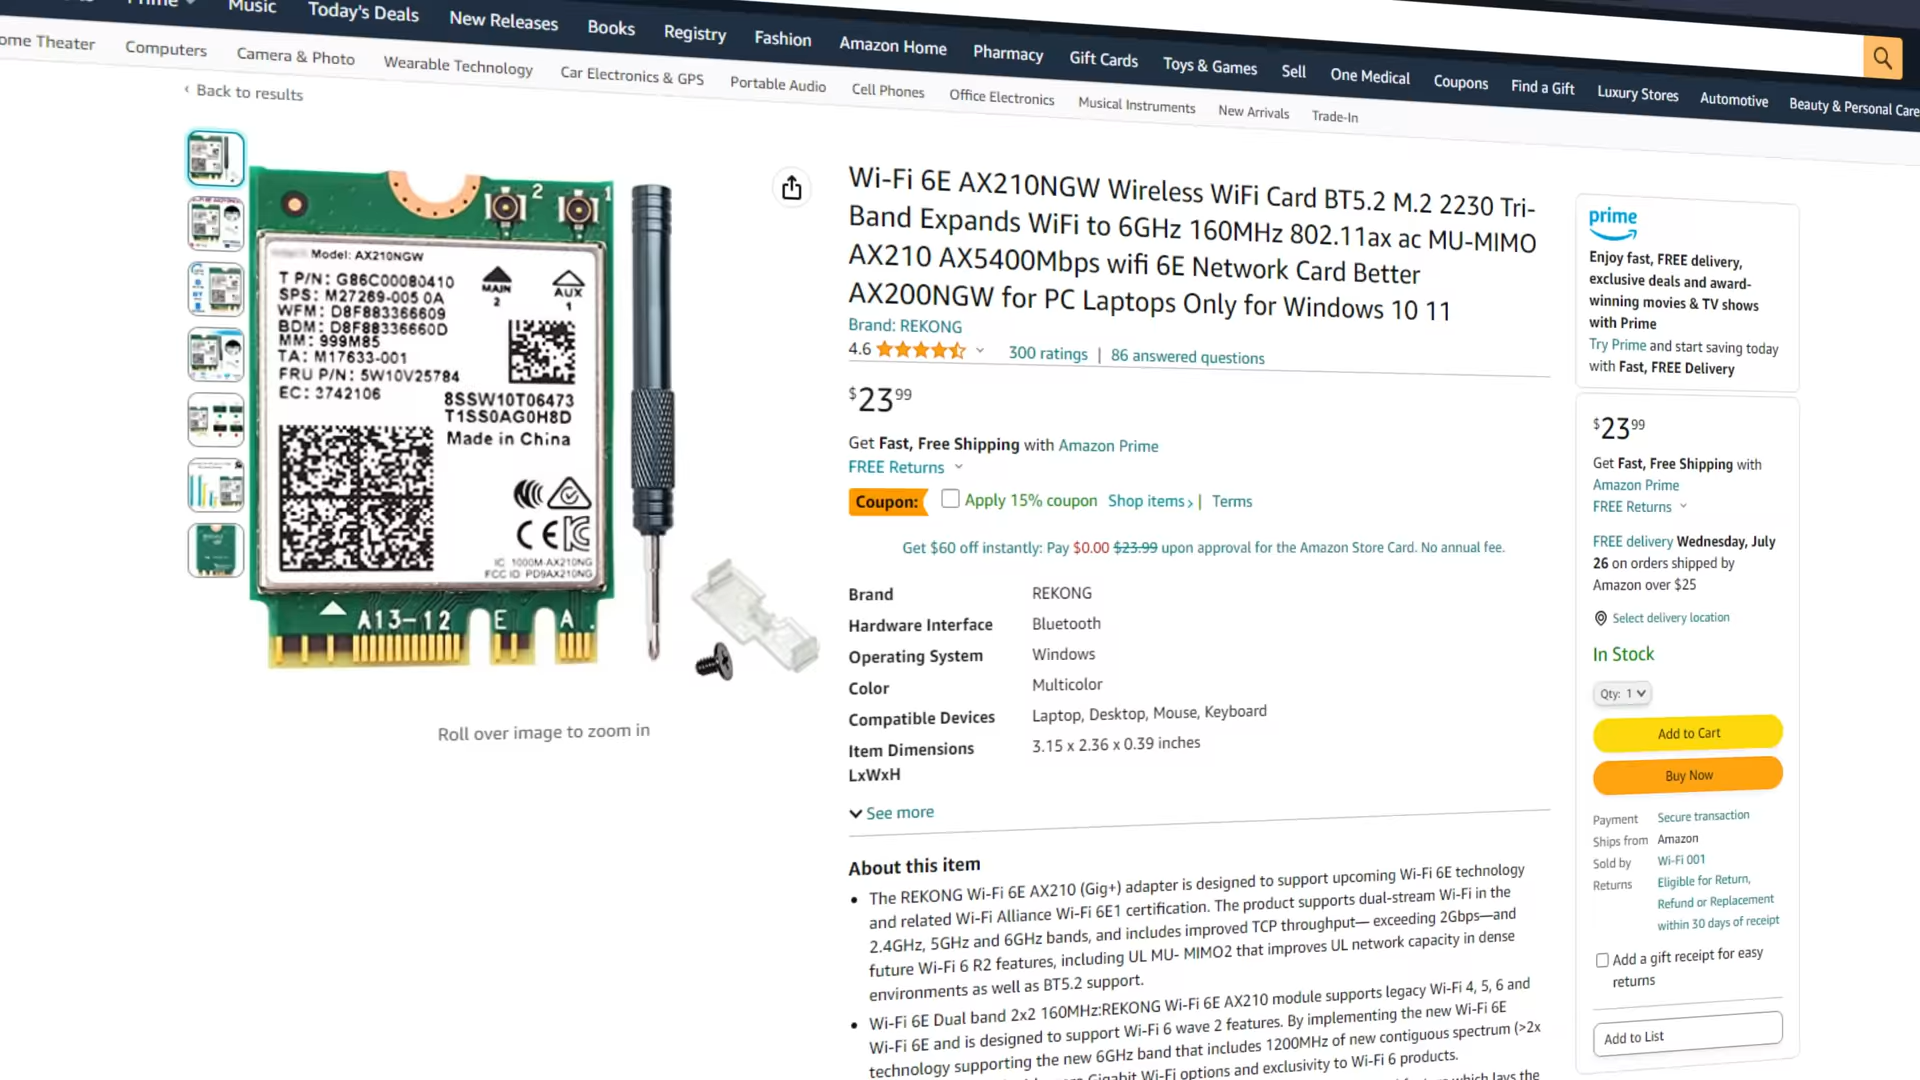 Prime
Music
Today's Deals
New Releases
Books
Registry
Fashion
Amazon Home
Pharmacy
Gift Cards
Toys & Games
Sell
One Medical
Coupons
Find a Gift
Luxury Stores
Automotive
Beauty & Personal Care
ome Theater
Computers
Camera & Photo
Wearable Technology
Car Electronics & GPS
Portable Audio
Cell Phones
Office Electronics
Musical Instruments
New Arrivals
Trade-In
‹ Back to results
2
1
Model: AX210NGW
T P/N: G86C00080410
SPS: M27269-005 0A
WFM: D8F883366609
BDM: D8F88336660D
MM: 999M85
TA: M17633-001
FRU P/N: 5W10V25784
EC: 3742106
MAIN
2
AUX
1
8SSW10T06473
T1SS0AG0H8D
Made in China
CE
IC: 1000M-AX210NG
FCC ID: PD9AX210NG
A13-12
E
A
Roll over image to zoom in
Wi-Fi 6E AX210NGW Wireless WiFi Card BT5.2 M.2 2230 Tri-
Band Expands WiFi to 6GHz 160MHz 802.11ax ac MU-MIMO
AX210 AX5400Mbps wifi 6E Network Card Better
AX200NGW for PC Laptops Only for Windows 10 11
Brand: REKONG
4.6 300 ratings | 86 answered questions
$23 99
Get Fast, Free Shipping with Amazon Prime
FREE Returns
Coupon: Apply 15% coupon Shop items › | Terms
Get $60 off instantly: Pay $0.00 $23.99 upon approval for the Amazon Store Card. No annual fee.
Brand REKONG
Hardware Interface Bluetooth
Operating System Windows
Color Multicolor
Compatible Devices Laptop, Desktop, Mouse, Keyboard
Item Dimensions 3.15 x 2.36 x 0.39 inches
LxWxH
See more
About this item
• The REKONG Wi-Fi 6E AX210 (Gig+) adapter is designed to support upcoming Wi-Fi 6E technology
and related Wi-Fi Alliance Wi-Fi 6E1 certification. The product supports dual-stream Wi-Fi in the
2.4GHz, 5GHz and 6GHz bands, and includes improved TCP throughput— exceeding 2Gbps—and
future Wi-Fi 6 R2 features, including UL MU- MIMO2 that improves UL network capacity in dense
environments as well as BT5.2 support.
• Wi-Fi 6E Dual band 2x2 160MHz:REKONG Wi-Fi 6E AX210 module supports legacy Wi-Fi 4, 5, 6 and
Wi-Fi 6E and is designed to support Wi-Fi 6 wave 2 features. By implementing the new Wi-Fi 6E
technology supporting the new 6GHz band that includes 1200MHz of new contiguous spectrum (>2x
Gigabit Wi-Fi options and exclusivity to Wi-Fi 6 products.
which lays the
prime
Enjoy fast, FREE delivery,
exclusive deals and award-
winning movies & TV shows
with Prime
Try Prime and start saving today
with Fast, FREE Delivery
$23 99
Get Fast, Free Shipping with
Amazon Prime
FREE Returns
FREE delivery Wednesday, July
26 on orders shipped by
Amazon over $25
Select delivery location
In Stock
Qty: 1
Add to Cart
Buy Now
Payment Secure transaction
Ships from Amazon
Sold by Wi-Fi 001
Returns Eligible for Return,
Refund or Replacement
within 30 days of receipt
Add a gift receipt for easy
returns
Add to List